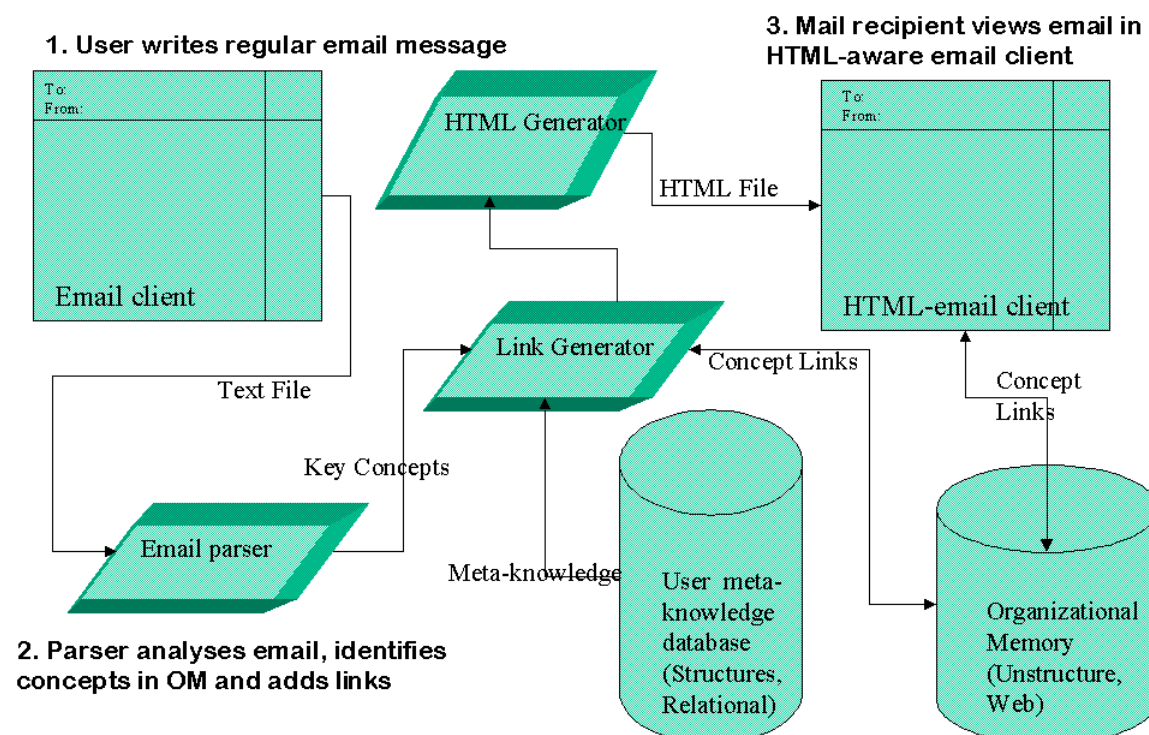 1. User writes regular email message
3. Mail recipient views email in
HTML-aware email client
To:
From:
Email client
HTML Generator
HTML File
To:
From:
HTML-email client
Link Generator
Concept Links
Concept
Links
Text File
Key Concepts
Email parser
Meta-knowledge
User meta-
knowledge
database
(Structures,
Relational)
Organizational
Memory
(Unstructure,
Web)
2. Parser analyses email, identifies
concepts in OM and adds links